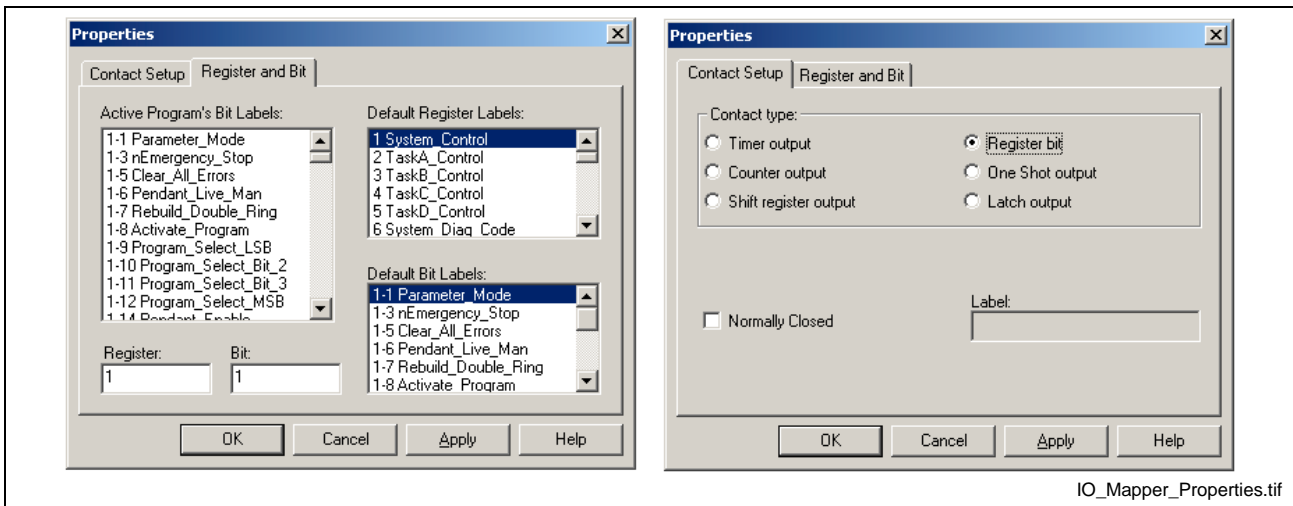 Properties
Contact Setup
Register and Bit
Active Program's Bit Labels:
1-1 Parameter_Mode
1-3 nEmergency_Stop
1-5 Clear_All_Errors
1-6 Pendant_Live_Man
1-7 Rebuild_Double_Ring
1-8 Activate_Program
1-9 Program_Select_LSB
1-10 Program_Select_Bit_2
1-11 Program_Select_Bit_3
1-12 Program_Select_MSB
1-14 Pendant_Enable
Default Register Labels:
1 System_Control
2 TaskA_Control
3 TaskB_Control
4 TaskC_Control
5 TaskD_Control
6 System_Diag_Code
Default Bit Labels:
1-1 Parameter_Mode
1-3 nEmergency_Stop
1-5 Clear_All_Errors
1-6 Pendant_Live_Man
1-7 Rebuild_Double_Ring
1-8 Activate_Program
Register:
1
Bit:
1
OK
Cancel
Apply
Help
Properties
Contact Setup
Register and Bit
Contact type:
Timer output
Register bit
Counter output
One Shot output
Shift register output
Latch output
Normally Closed
Label:
OK
Cancel
Apply
Help
IO_Mapper_Properties.tif